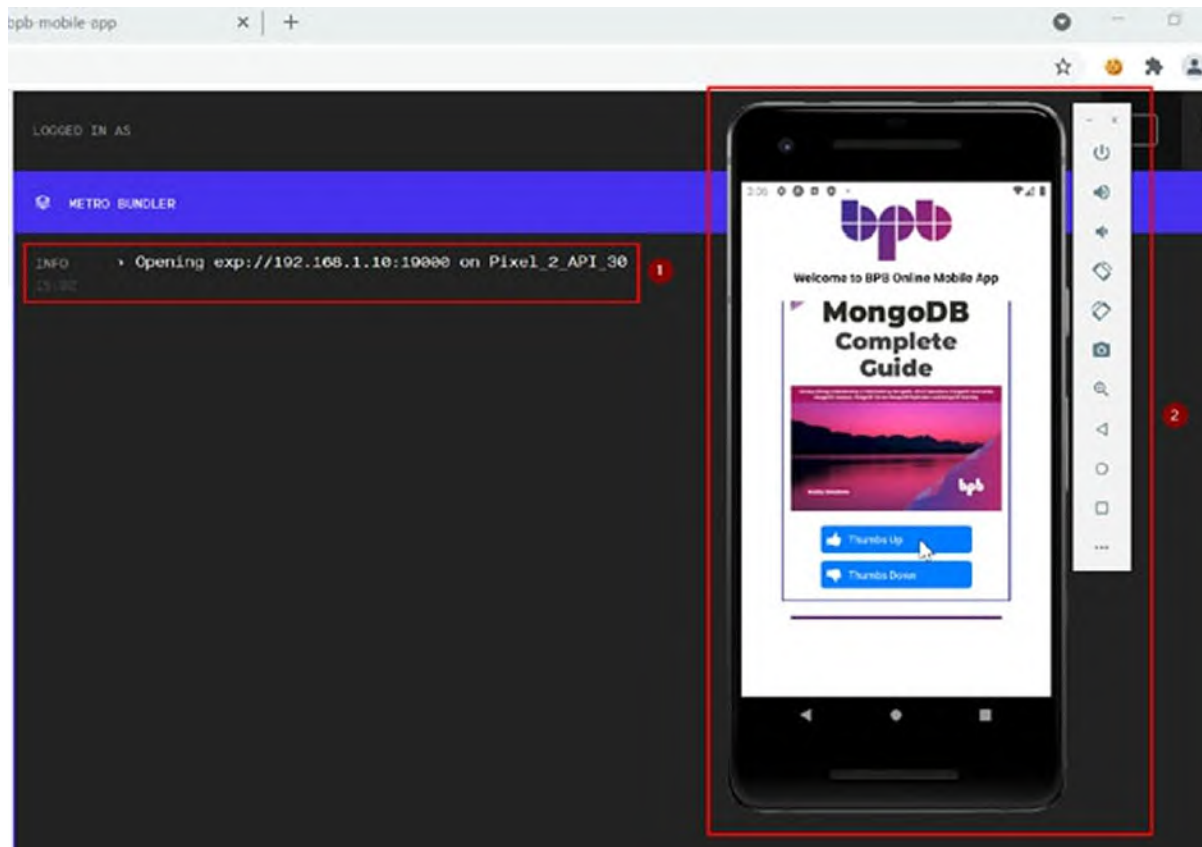 bpb-mobile-app
LOGGED IN AS
METRO BUNDLER
INFO › Opening exp://192.168.1.10:19000 on Pixel_2_API_30
1
bpb
Welcome to BPB Online Mobile App
MongoDB
Complete
Guide
bpb
Thumbs Up
Thumbs Down
2